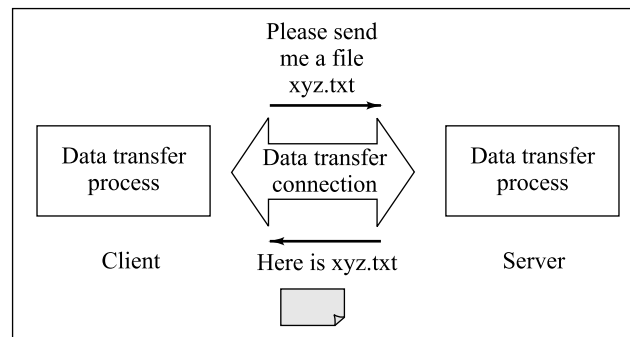 Please send
me a file
xyz.txt
Data transfer
process
Data transfer
connection
Data transfer
process
Client
Here is xyz.txt
Server